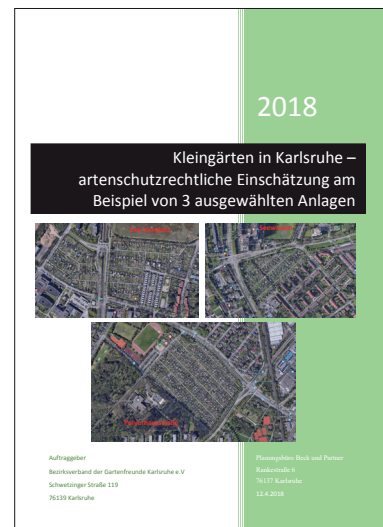 2018
Kleingärten in Karlsruhe –
artenschutzrechtliche Einschätzung am
Beispiel von 3 ausgewählten Anlagen
Auftraggeber
Bezirksverband der Gartenfreunde Karlsruhe e.V
Schwetzinger Straße 119
76139 Karlsruhe
Planungsbüro Beck und Partner
76137 Karlsruhe
12.4.2018